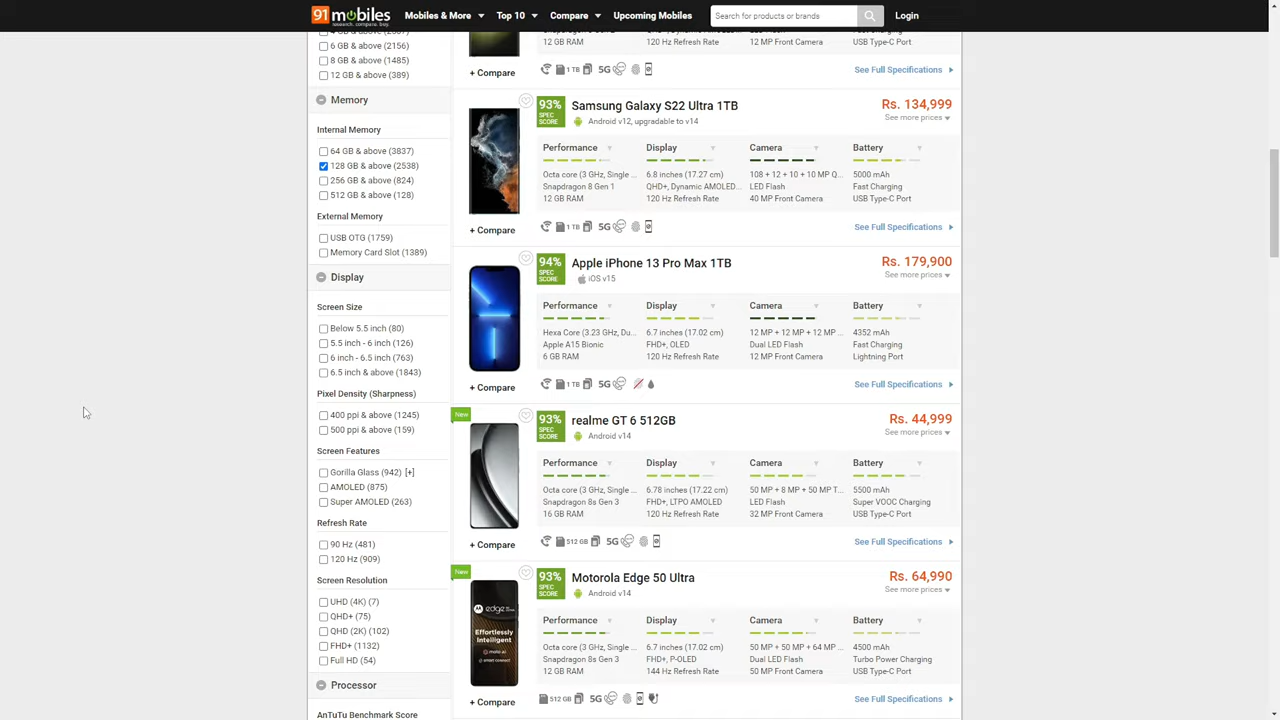 91mobiles
research. compare. buy.
Mobiles & More
Top 10
Compare
Upcoming Mobiles
Search for products or brands
Login
6 GB & above (2156)
8 GB & above (1485)
12 GB & above (389)
Memory
Internal Memory
64 GB & above (3837)
128 GB & above (2538)
256 GB & above (824)
512 GB & above (128)
External Memory
USB OTG (1759)
Memory Card Slot (1389)
Display
Screen Size
Below 5.5 inch (80)
5.5 inch - 6 inch (126)
6 inch - 6.5 inch (763)
6.5 inch & above (1843)
Pixel Density (Sharpness)
400 ppi & above (1245)
500 ppi & above (159)
Screen Features
Gorilla Glass (942) [+]
AMOLED (875)
Super AMOLED (263)
Refresh Rate
90 Hz (481)
120 Hz (909)
Screen Resolution
UHD (4K) (7)
QHD+ (75)
QHD (2K) (102)
FHD+ (1132)
Full HD (54)
Processor
AnTuTu Benchmark Score
12 GB RAM
120 Hz Refresh Rate
12 MP Front Camera
USB Type-C Port
+ Compare
1 TB
5G
See Full Specifications
93%
SPEC
SCORE
Samsung Galaxy S22 Ultra 1TB
Android v12, upgradable to v14
Rs. 134,999
See more prices
Performance
Display
Camera
Battery
Octa core (3 GHz, Single ...
6.8 inches (17.27 cm)
108 + 12 + 10 + 10 MP Q...
5000 mAh
Snapdragon 8 Gen 1
QHD+, Dynamic AMOLED...
LED Flash
Fast Charging
12 GB RAM
120 Hz Refresh Rate
40 MP Front Camera
USB Type-C Port
+ Compare
1 TB
5G
See Full Specifications
94%
SPEC
SCORE
Apple iPhone 13 Pro Max 1TB
iOS v15
Rs. 179,900
See more prices
Performance
Display
Camera
Battery
Hexa Core (3.23 GHz, Du...
6.7 inches (17.02 cm)
12 MP + 12 MP + 12 MP ...
4352 mAh
Apple A15 Bionic
FHD+, OLED
Dual LED Flash
Fast Charging
6 GB RAM
120 Hz Refresh Rate
12 MP Front Camera
Lightning Port
+ Compare
1 TB
5G
See Full Specifications
New
93%
SPEC
SCORE
realme GT 6 512GB
Android v14
Rs. 44,999
See more prices
Performance
Display
Camera
Battery
Octa core (3 GHz, Single ...
6.78 inches (17.22 cm)
50 MP + 8 MP + 50 MP T...
5500 mAh
Snapdragon 8s Gen 3
FHD+, LTPO AMOLED
LED Flash
Super VOOC Charging
16 GB RAM
120 Hz Refresh Rate
32 MP Front Camera
USB Type-C Port
+ Compare
512 GB
5G
See Full Specifications
New
93%
SPEC
SCORE
Motorola Edge 50 Ultra
Android v14
Rs. 64,990
See more prices
edge
Effortlessly
Intelligent
Performance
Display
Camera
Battery
Octa core (3 GHz, Single ...
6.7 inches (17.02 cm)
50 MP + 50 MP + 64 MP ...
4500 mAh
Snapdragon 8s Gen 3
FHD+, P-OLED
Dual LED Flash
Turbo Power Charging
12 GB RAM
144 Hz Refresh Rate
50 MP Front Camera
USB Type-C Port
+ Compare
512 GB
5G
See Full Specifications